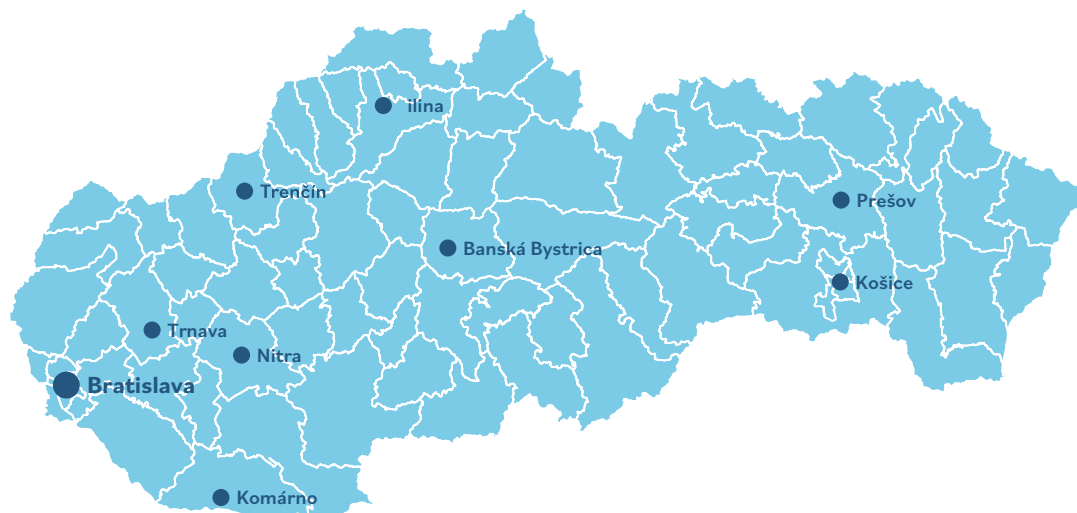 ilina
Trenčín
Prešov
Banská Bystrica
Košice
Trnava
Nitra
Bratislava
Komárno